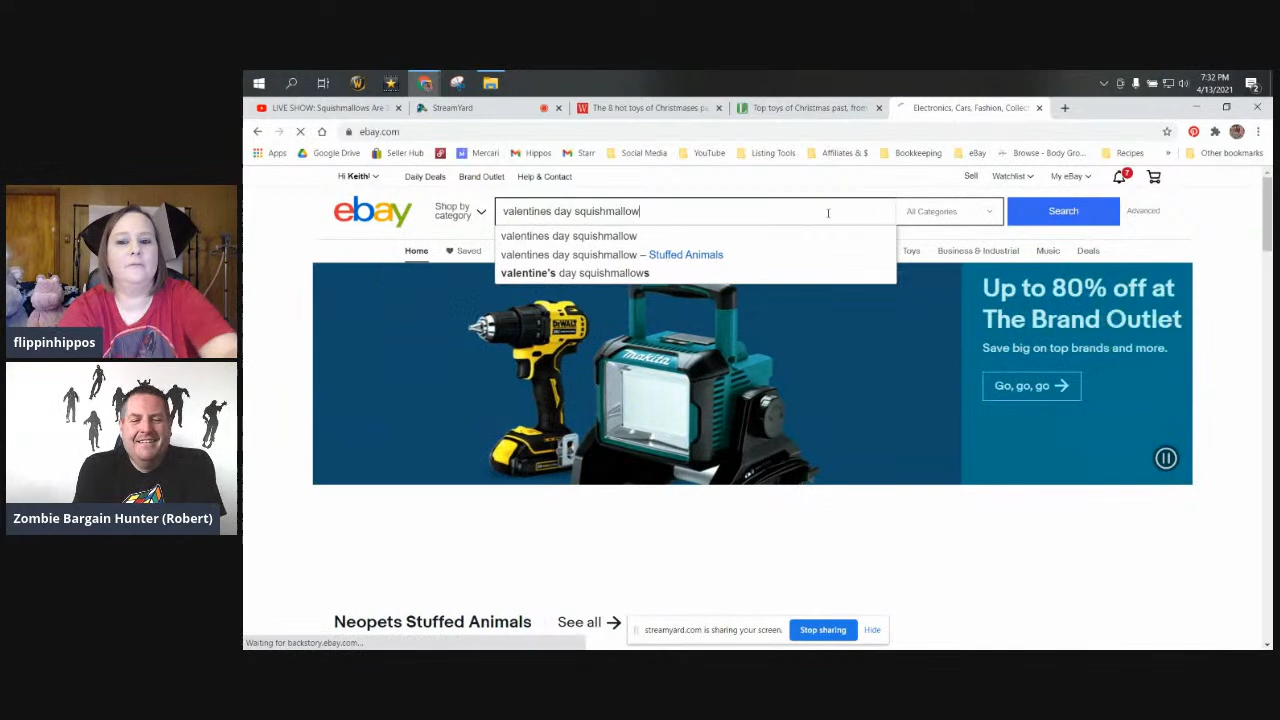 flippinhippos
Zombie Bargain Hunter (Robert)
7:32 PM
4/13/2021
2
LIVE SHOW: Squishmallows Are
StreamYard
The 8 hot toys of Christmases pa
Top toys of Christmas past, from
Electronics, Cars, Fashion, Collec
ebay.com
Apps
Google Drive
Seller Hub
Mercari
Hippos
Starr
Social Media
YouTube
Listing Tools
Affiliates & $
Bookkeeping
eBay
Browse - Body Gro...
Recipes
Other bookmarks
Hi Keith!
Daily Deals
Brand Outlet
Help & Contact
Sell
Watchlist
My eBay
7
ebay
Shop by
category
valentines day squishmallow
All Categories
Search
Advanced
valentines day squishmallow
valentines day squishmallow – Stuffed Animals
valentine's day squishmallows
Home
Saved
Toys
Business & Industrial
Music
Deals
DEWALT
makita
Up to 80% off at
The Brand Outlet
Save big on top brands and more.
Go, go, go →
Neopets Stuffed Animals
See all →
streamyard.com is sharing your screen.
Stop sharing
Hide
Waiting for backstory.ebay.com...